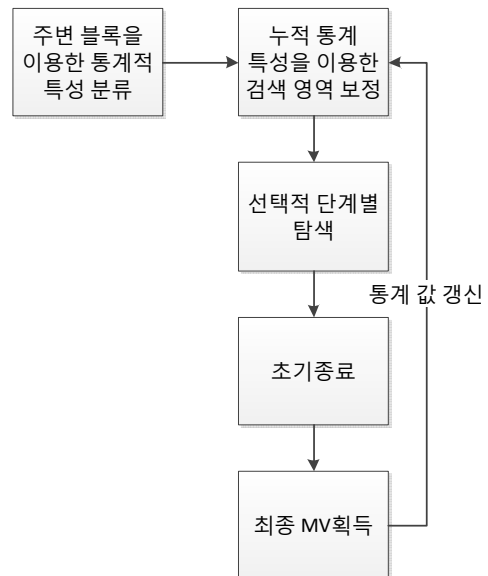 주변 블록을
이용한 통계적
특성 분류
누적 통계
특성을 이용한
검색 영역 보정
선택적 단계별
탐색
통계 값 갱신
초기종료
최종 MV획득